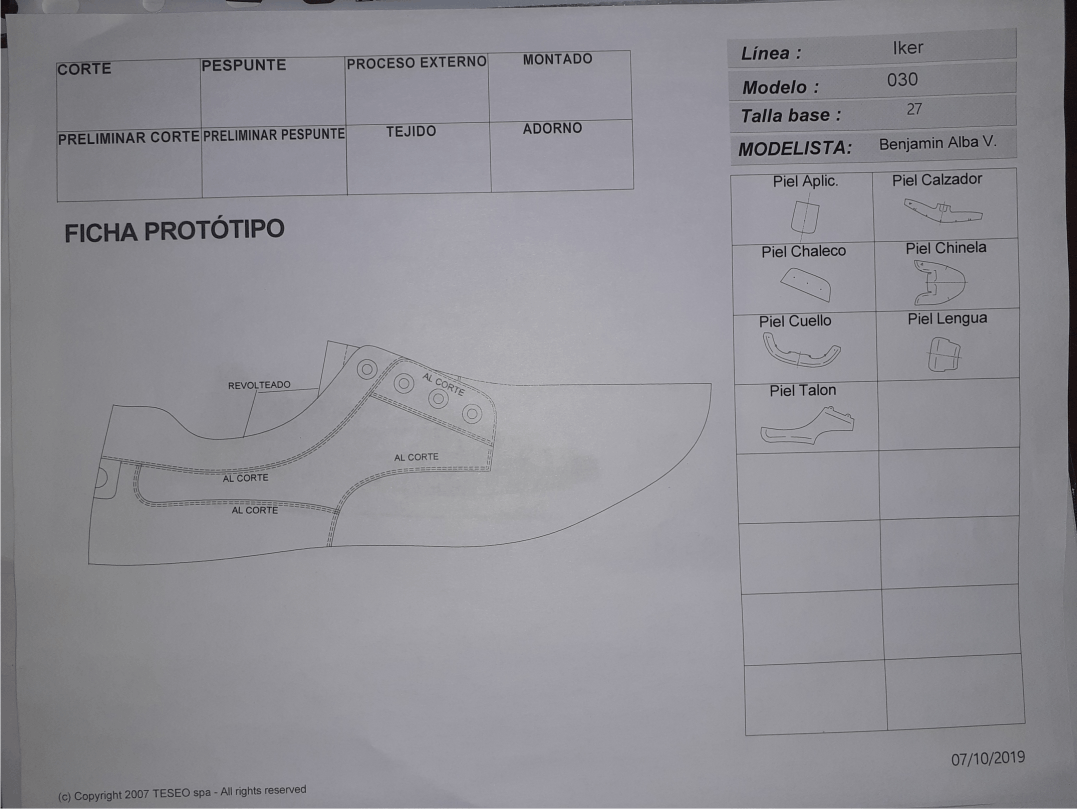 CORTE PESPUNTE PROCESO EXTERNO MONTADO
PRELIMINAR CORTE PRELIMINAR PESPUNTE TEJIDO ADORNO
FICHA PROTÓTIPO
Línea : Iker
Modelo : 030
Talla base : 27
MODELISTA: Benjamin Alba V.
Piel Aplic. Piel Calzador
Piel Chaleco Piel Chinela
Piel Cuello Piel Lengua
Piel Talon
REVOLTEADO
AL CORTE
AL CORTE
AL CORTE
AL CORTE
07/10/2019
(c) Copyright 2007 TESEO spa - All rights reserved